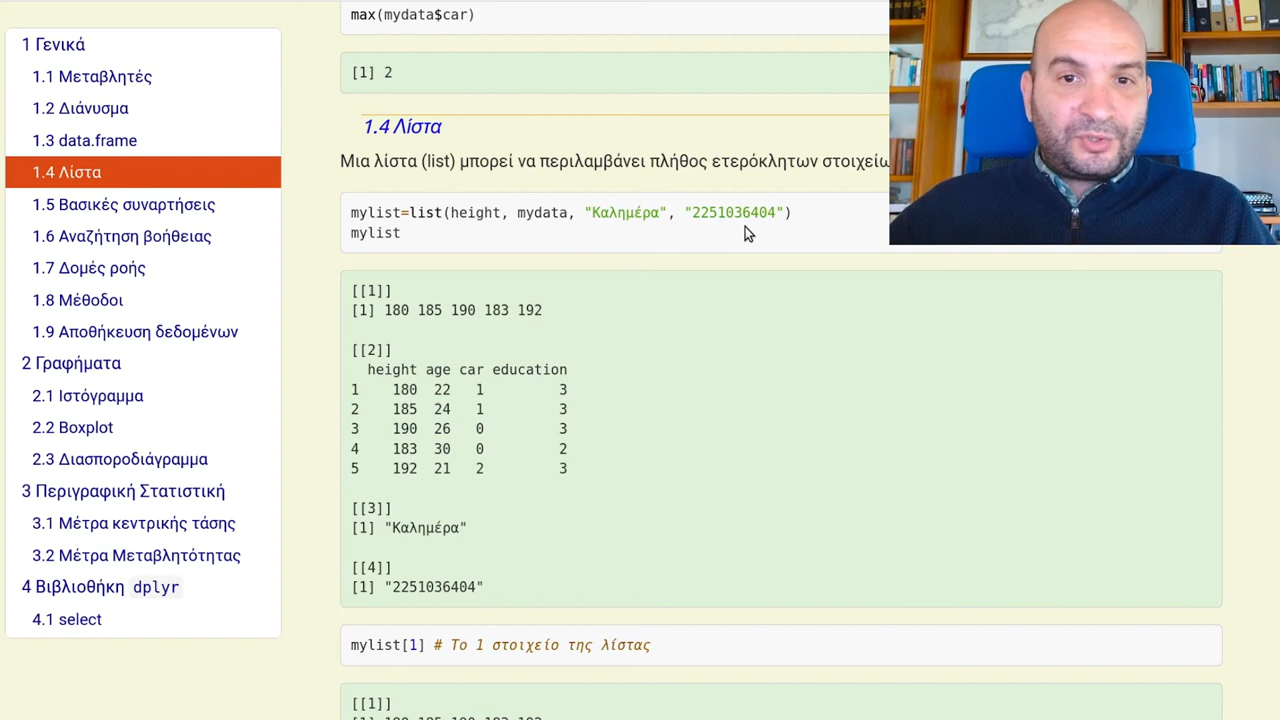 1 Γενικά
1.1 Μεταβλητές
1.2 Διάνυσμα
1.3 data.frame
1.4 Λίστα
1.5 Βασικές συναρτήσεις
1.6 Αναζήτηση βοήθειας
1.7 Δομές ροής
1.8 Μέθοδοι
1.9 Αποθήκευση δεδομένων
2 Γραφήματα
2.1 Ιστόγραμμα
2.2 Boxplot
2.3 Διασποροδιάγραμμα
3 Περιγραφική Στατιστική
3.1 Μέτρα κεντρικής τάσης
3.2 Μέτρα Μεταβλητότητας
4 Βιβλιοθήκη dplyr
4.1 select
max(mydata$car)
[1] 2
1.4 Λίστα
Μια λίστα (list) μπορεί να περιλαμβάνει πλήθος ετερόκλητων
mylist=list(height, mydata, "Καλημέρα", "2251036404")
mylist
[[1]]
[1] 180 185 190 183 192
[[2]]
height age car education
1 180 22 1 3
2 185 24 1 3
3 190 26 0 3
4 183 30 0 2
5 192 21 2 3
[[3]]
[1] "Καλημέρα"
[[4]]
[1] "2251036404"
mylist[1] # Το 1 στοιχείο της λίστας
[[1]]